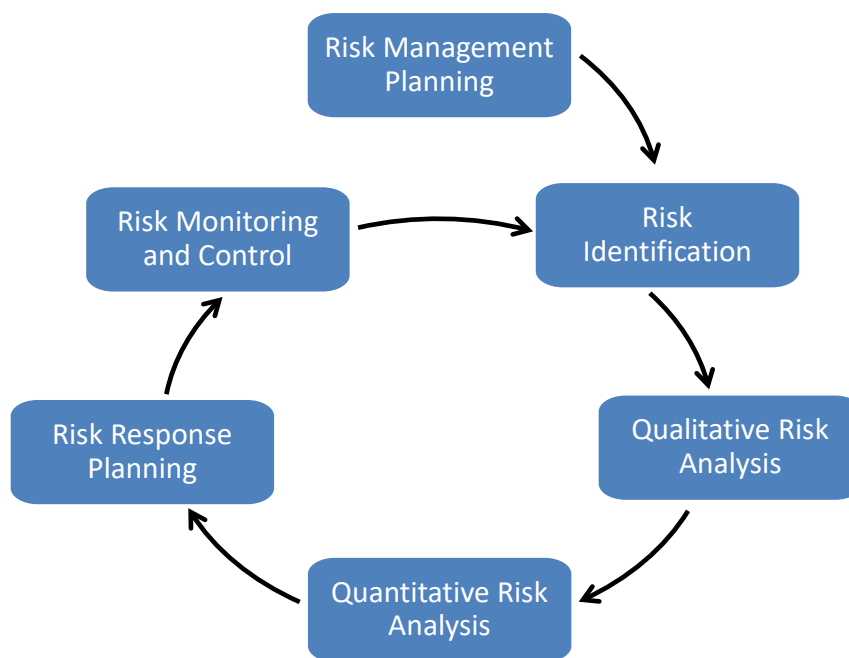 Risk Management
Planning
Risk
Identification
Qualitative Risk
Analysis
Quantitative Risk
Analysis
Risk Response
Planning
Risk Monitoring
and Control